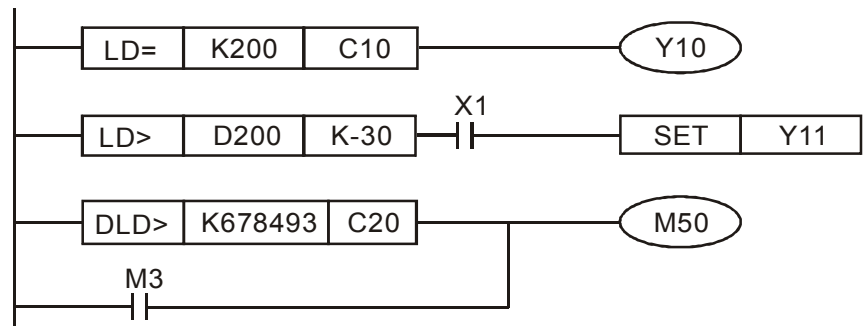 LD= K200 C10 Y10
X1
LD> D200 K-30 SET Y11
DLD> K678493 C20 M50
M3